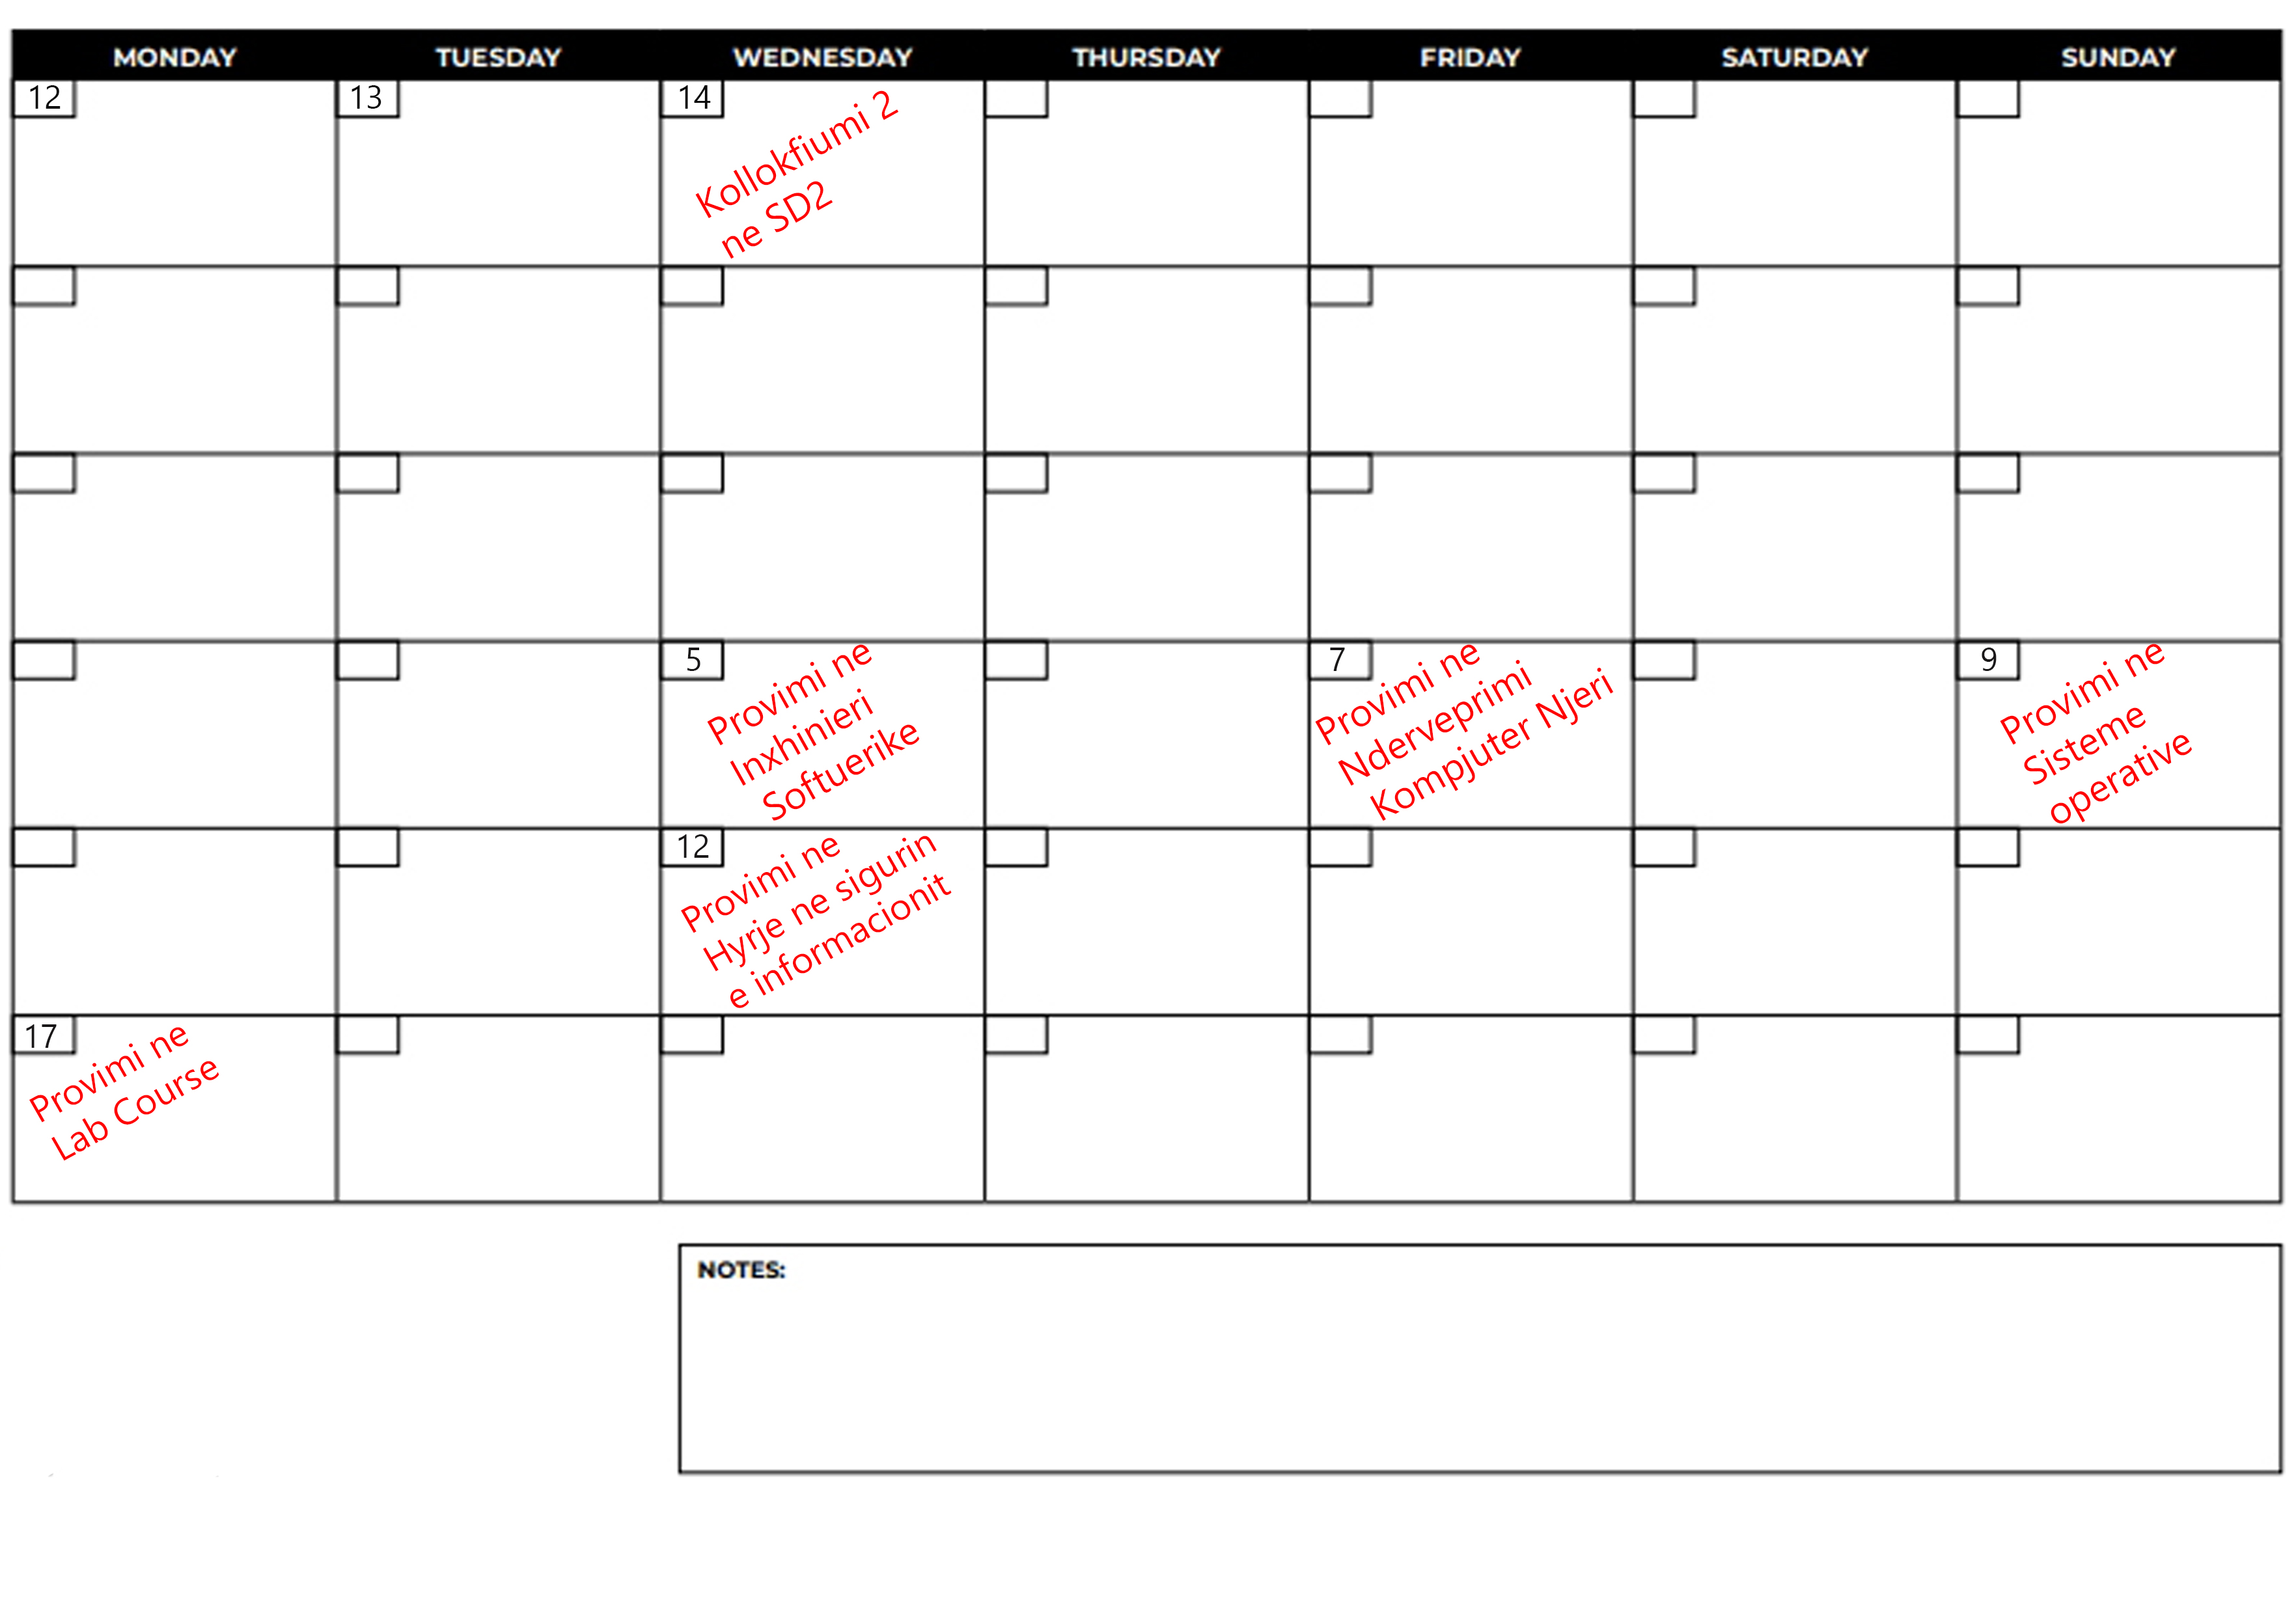 MONDAY TUESDAY WEDNESDAY THURSDAY FRIDAY SATURDAY SUNDAY
12 13 14
Kollokfiumi 2
ne SD2
5
Provimi ne
Inxhinieri
Softuerike
7
Provimi ne
Nderveprimi
Kompjuter Njeri
9
Provimi ne
Sisteme
operative
12
Provimi ne
Hyrje ne sigurin
e informacionit
17
Provimi ne
Lab Course
NOTES: